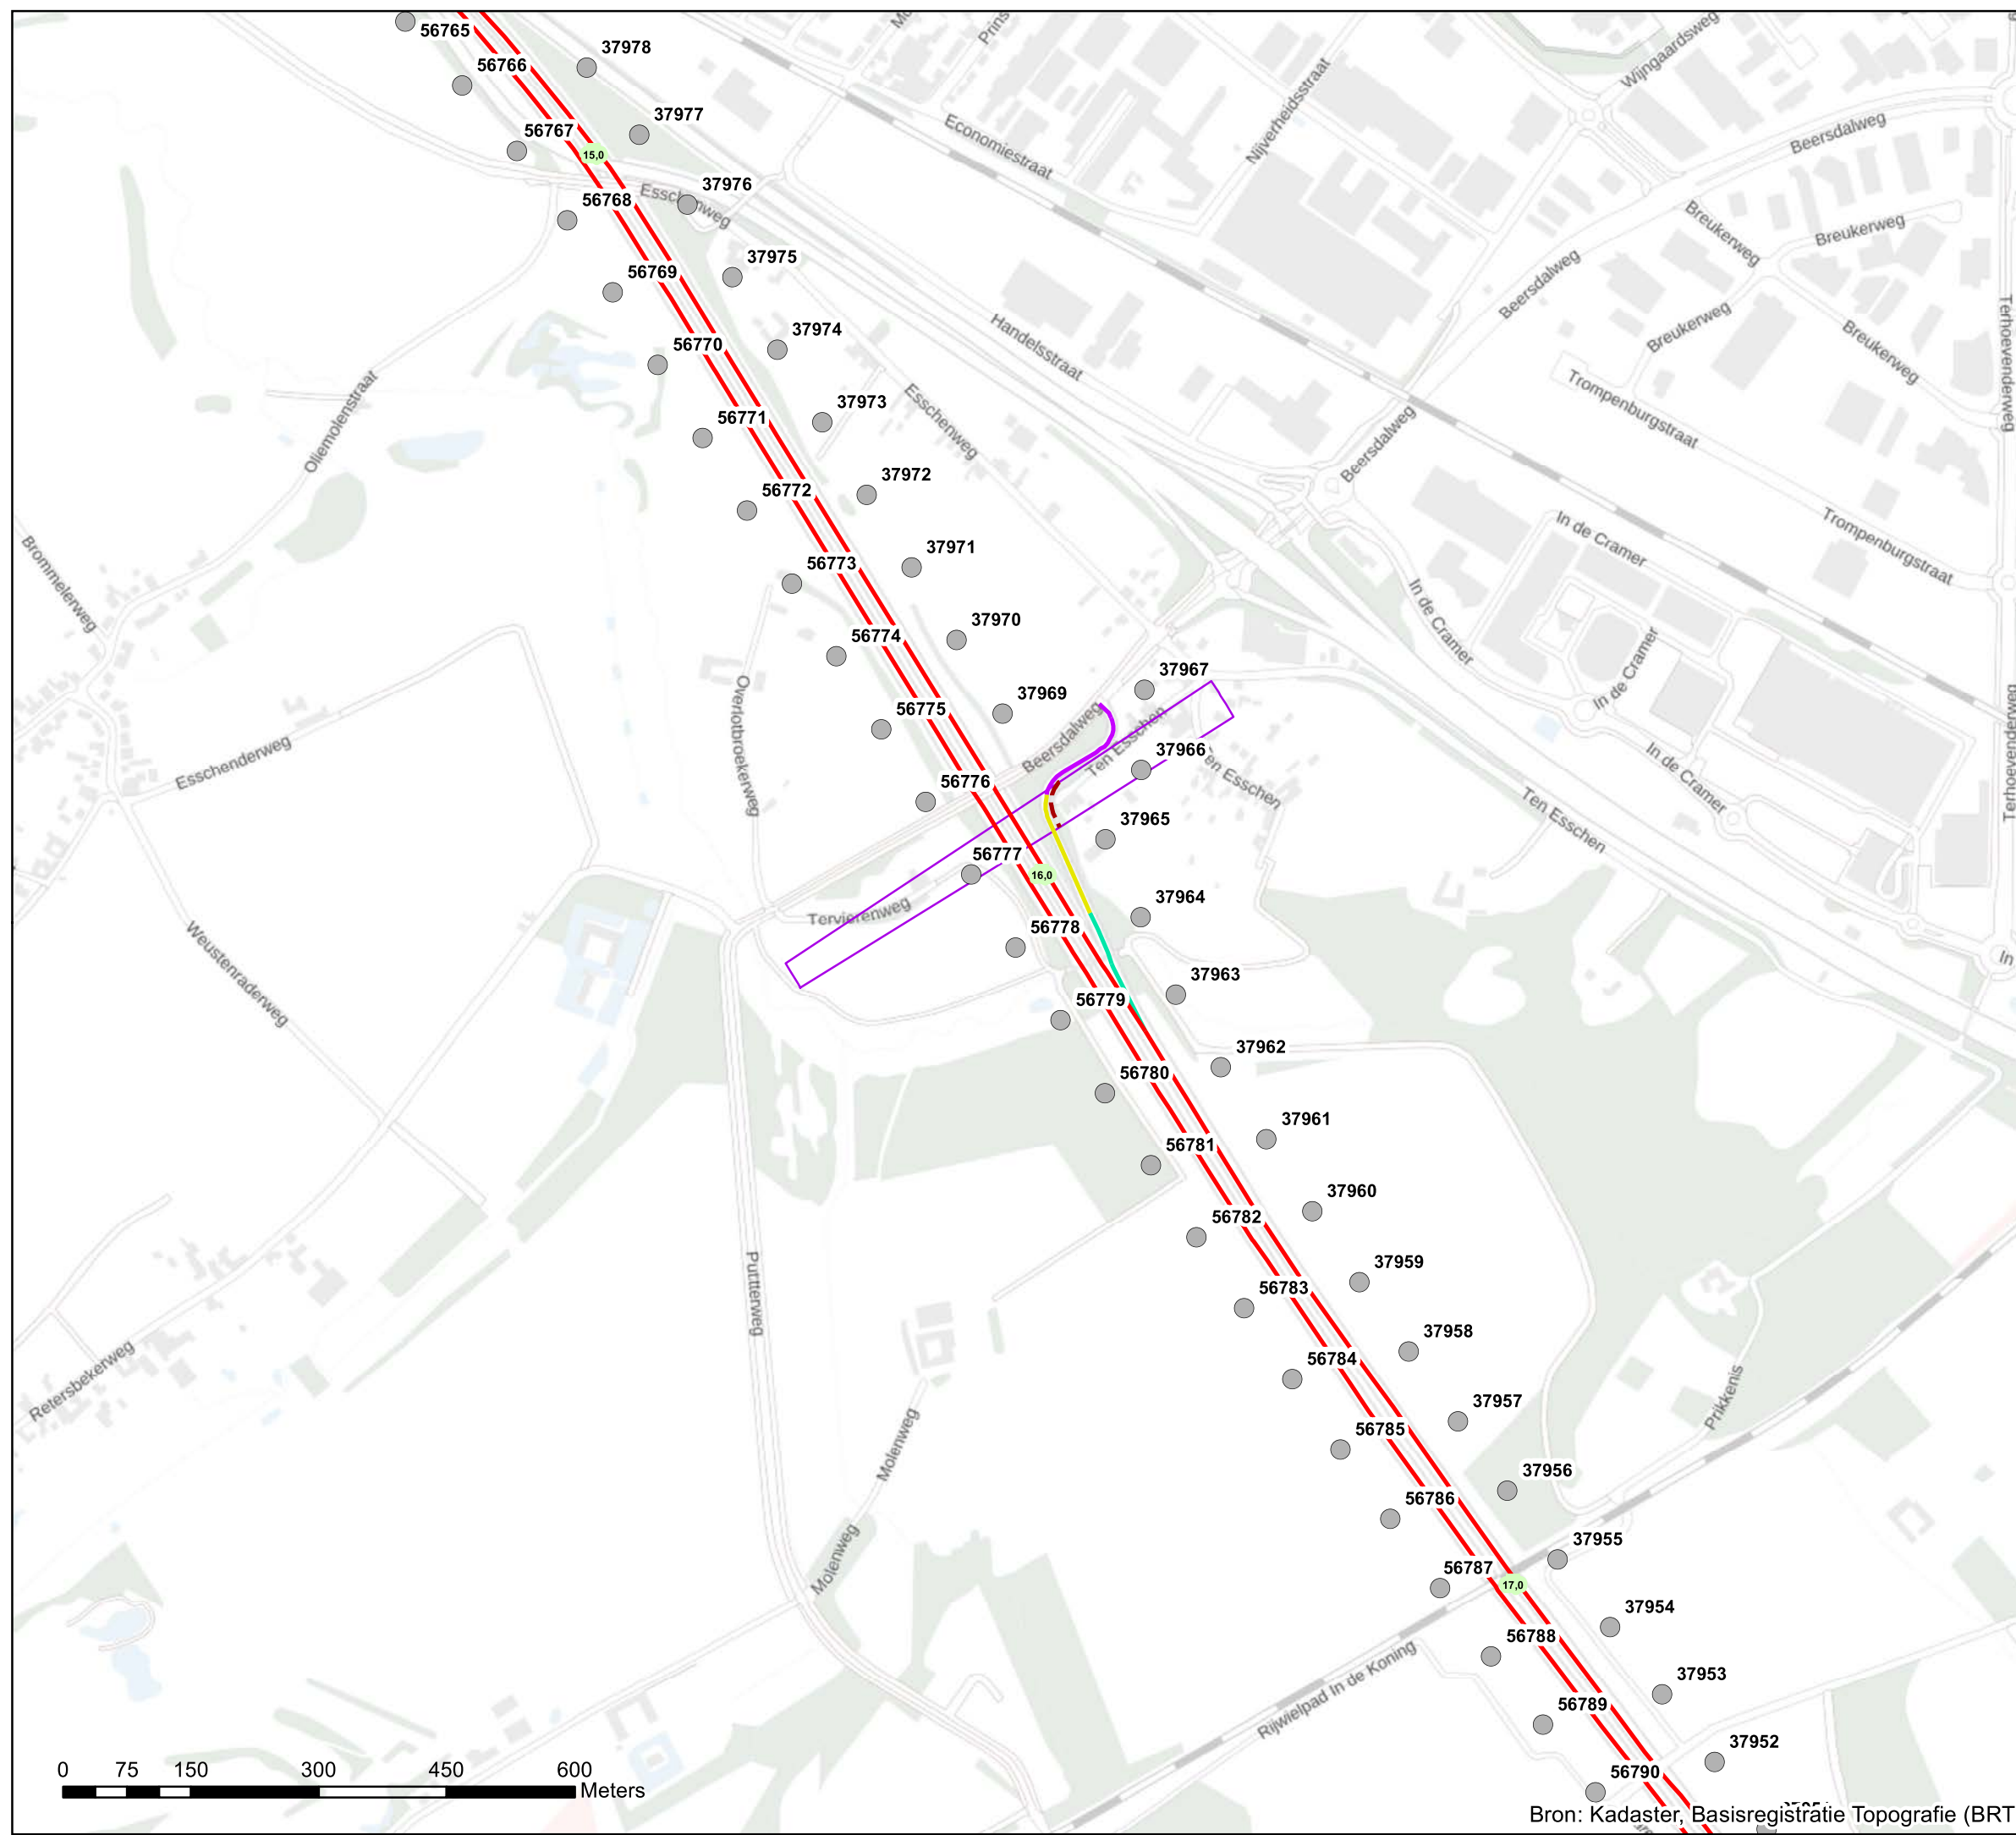 56765
37978
56766
Wijngaardsweg
Nijverheidsstraat
37977
Economiestraat
56767
Beersdalweg
15,0
37976
Esschenweg
56768
Breukerweg
Breukerweg
37975
56769
Beersdalweg
37974
56770
Handelsstraat
Breukerweg
Breukerweg
Terhoevenderweg
Oliemolenstraat
37973
Esschenweg
56771
Trompenburgstraat
Beersdalweg
37972
56772
In de Cramer
Trompenburgstraat
37971
56773
Brommelerweg
37970
56774
In de Cramer
In de Cramer
37967
37969
56775
Overlotbroekerweg
Beersdalweg
Ten Esschen
37966
Ten Esschen
Esschenderweg
56776
In de Cramer
Terhoevenderweg
37965
Ten Esschen
56777
16,0
Tervierenweg
37964
56778
Weustenraderweg
37963
56779
In
37962
56780
37961
56781
37960
56782
Putterweg
37959
56783
37958
56784
Retersbekerweg
37957
56785
Prikkenis
Molenweg
37956
56786
37955
56787
Molenweg
17,0
37954
56788
Rijwielpad In de Koning
37953
56789
37952
56790
0 75 150 300 450 600
Meters
Bron: Kadaster, Basisregistratie Topografie (BRT